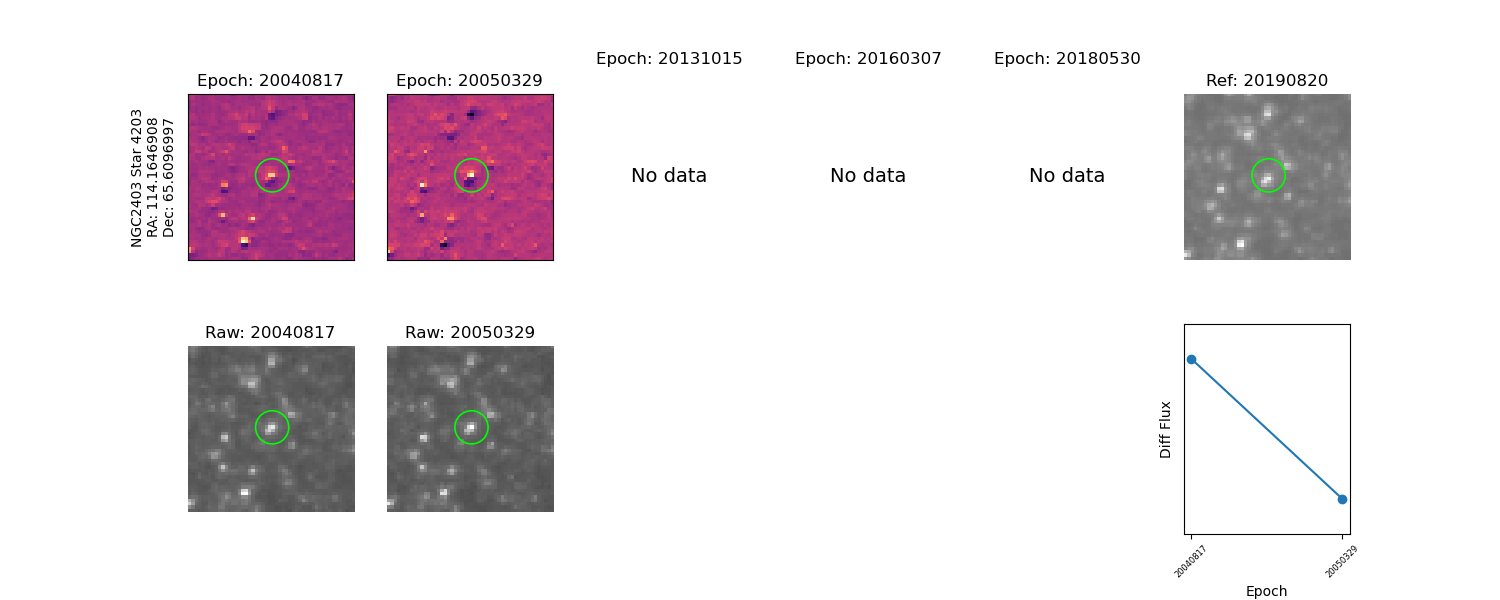 Epoch: 20040817
Epoch: 20050329
Epoch: 20131015
Epoch: 20160307
Epoch: 20180530
Ref: 20190820
NGC2403 Star 4203
RA: 114.1646908
Dec: 65.6096997
No data
No data
No data
Raw: 20040817
Raw: 20050329
Diff Flux
20040817
20050329
Epoch